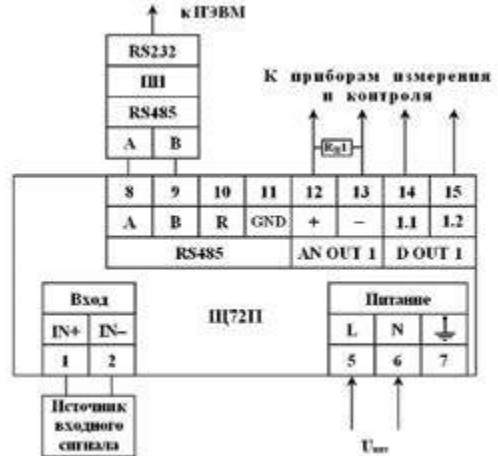 к ПЭВМ
RS232
ПИ
RS485
A B
К приборам измерения
и контроля
Rн1
8 9 10 11 12 13 14 15
A B R GND + – 1.1 1.2
RS485 AN OUT 1 D OUT 1
Вход
IN+ IN–
1 2
Щ72П
Питание
L N
5 6 7
Источник
входного
сигнала
Uпит